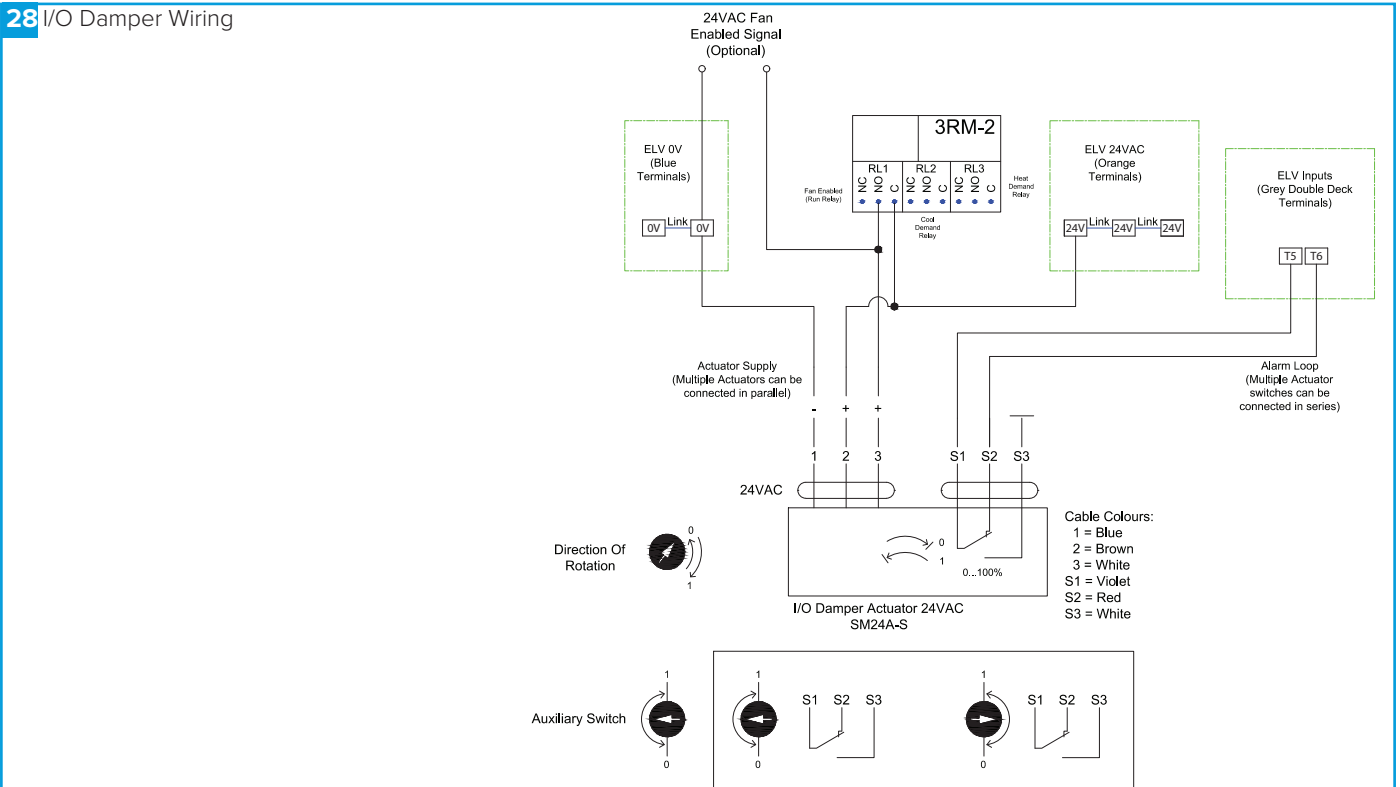 28 I/O Damper Wiring
24VAC Fan
Enabled Signal
(Optional)
3RM-2
RL1 RL2 RL3
NC NO C NC NO C NC NO C
Fan Enabled
(Run Relay)
Cool
Demand
Relay
Heat
Demand
Relay
ELV 0V
(Blue
Terminals)
0V Link 0V
ELV 24VAC
(Orange
Terminals)
24V Link 24V Link 24V
ELV Inputs
(Grey Double Deck
Terminals)
T5 T6
Actuator Supply
(Multiple Actuators can be
connected in parallel)
- + +
Alarm Loop
(Multiple Actuator
switches can be
connected in series)
1 2 3 S1 S2 S3
24VAC
Direction Of
Rotation
0
1
0
1
0...100%
Cable Colours:
1 = Blue
2 = Brown
3 = White
S1 = Violet
S2 = Red
S3 = White
I/O Damper Actuator 24VAC
SM24A-S
Auxiliary Switch
1
0
1
0
S1 S2 S3
1
0
S1 S2 S3